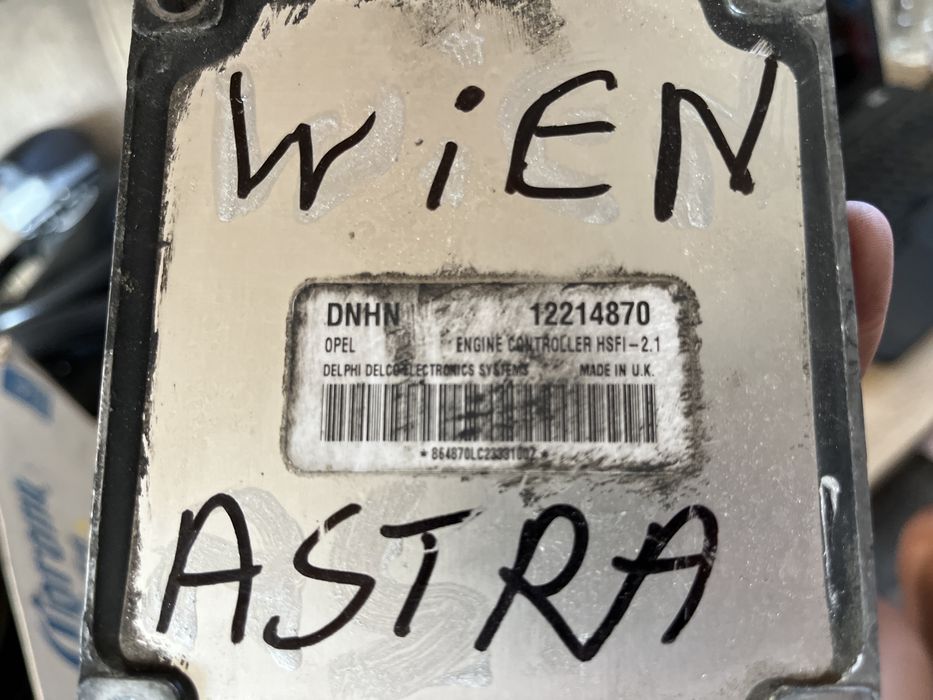 WiEN
DNHN 12214870
OPEL ENGINE CONTROLLER HSFI-2.1
DELPHI DELCO ELECTRONICS SYSTEMS MADE IN U.K.
ASTRA